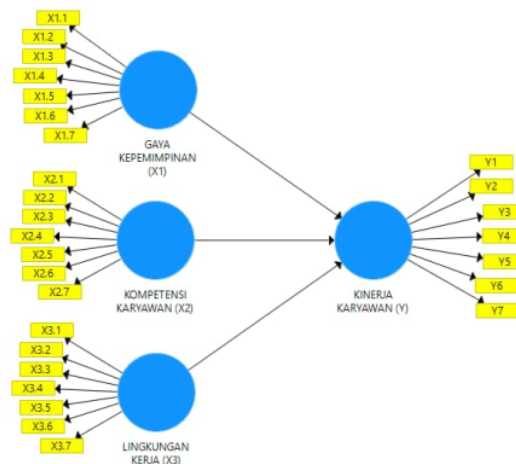 X1.1
X1.2
X1.3
X1.4
X1.5
X1.6
X1.7
GAYA
KEPEMIMPINAN
(X1)
X2.1
X2.2
X2.3
X2.4
X2.5
X2.6
X2.7
KOMPETENSI
KARYAWAN (X2)
X3.1
X3.2
X3.3
X3.4
X3.5
X3.6
X3.7
LINGKUNGAN
KERJA (X3)
Y1
Y2
Y3
Y4
Y5
Y6
Y7
KINERJA
KARYAWAN (Y)